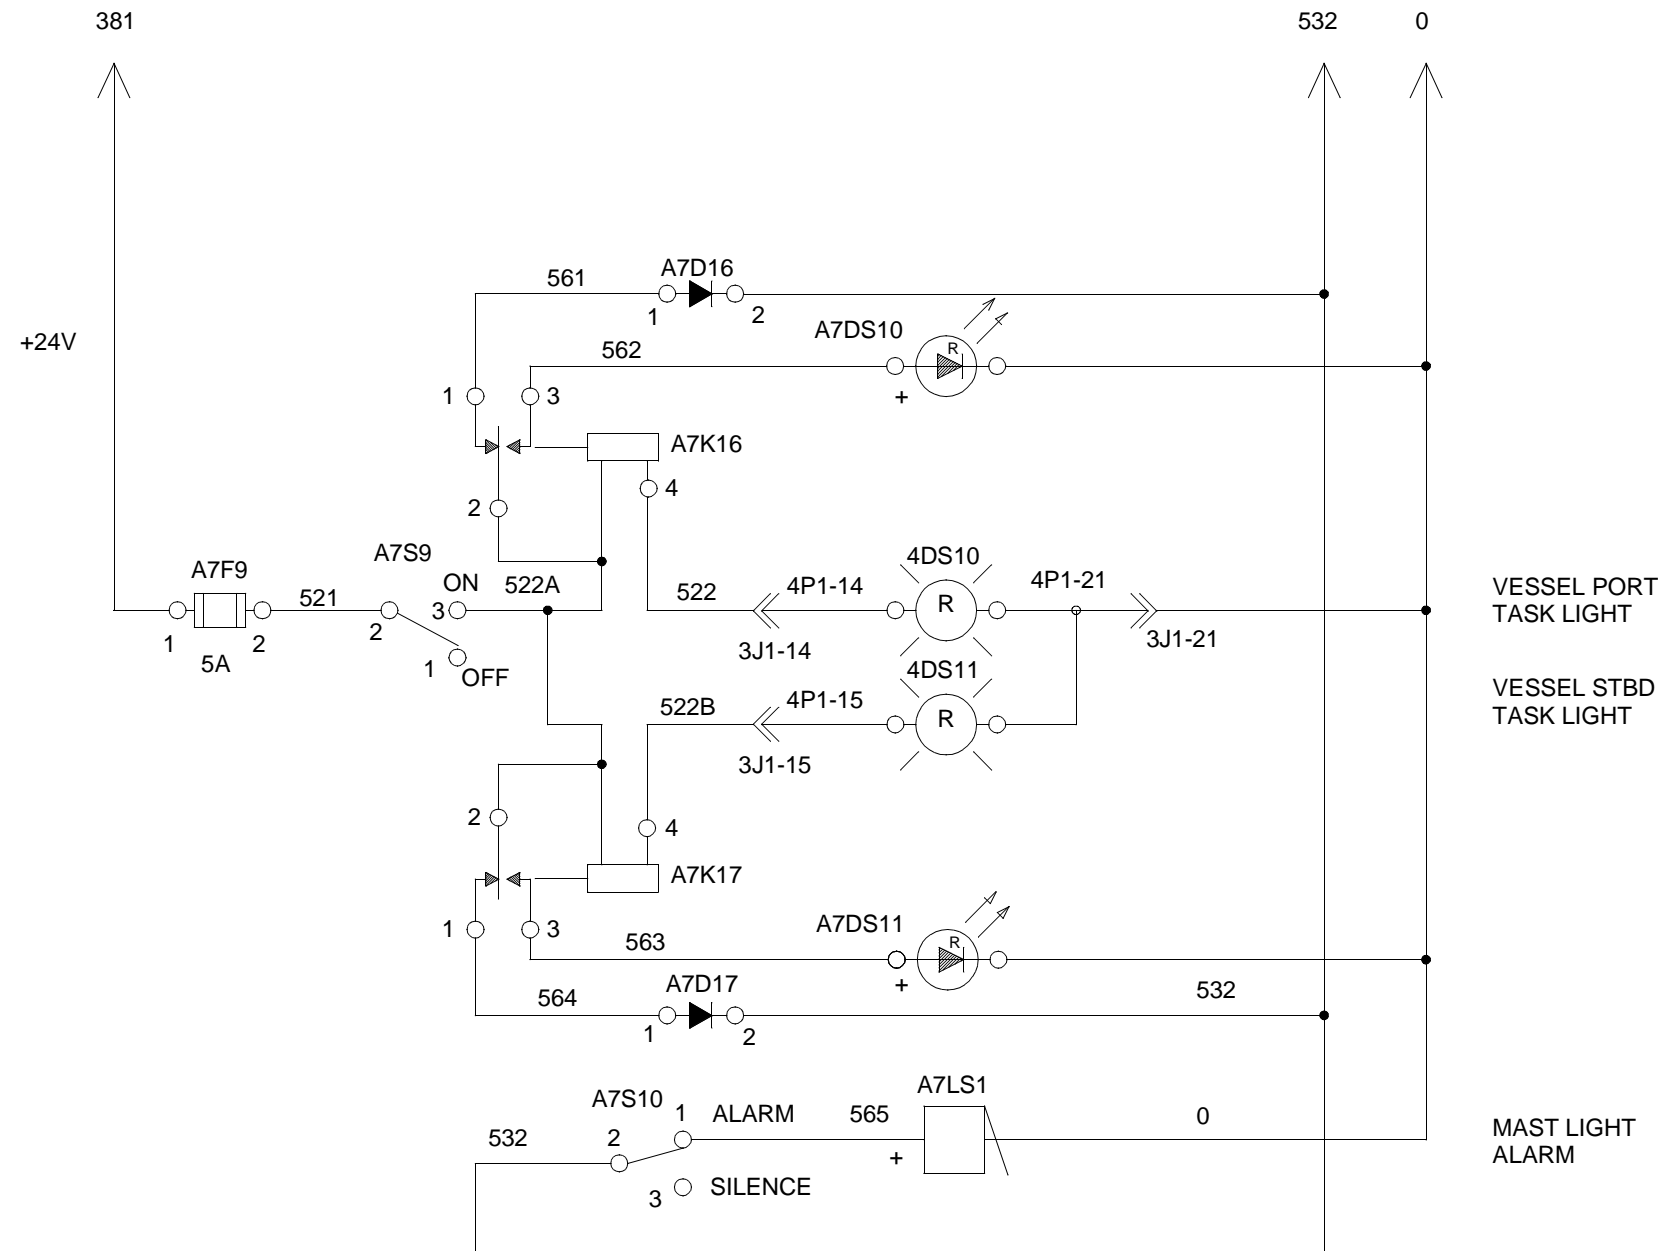 381
532
0
561
A7D16
1
2
A7DS10
R
+24V
562
+
1
3
A7K16
4
2
A7S9
4DS10
A7F9
ON
522A
4P1-14
4P1-21
521
3
522
R
VESSEL PORT
TASK LIGHT
1
2
2
3J1-14
3J1-21
5A
1
OFF
4DS11
522B
4P1-15
R
VESSEL STBD
TASK LIGHT
3J1-15
2
4
A7K17
1
3
A7DS11
R
563
+
A7D17
532
564
1
2
A7S10
1
ALARM
565
A7LS1
0
MAST LIGHT
ALARM
532
2
+
3
SILENCE